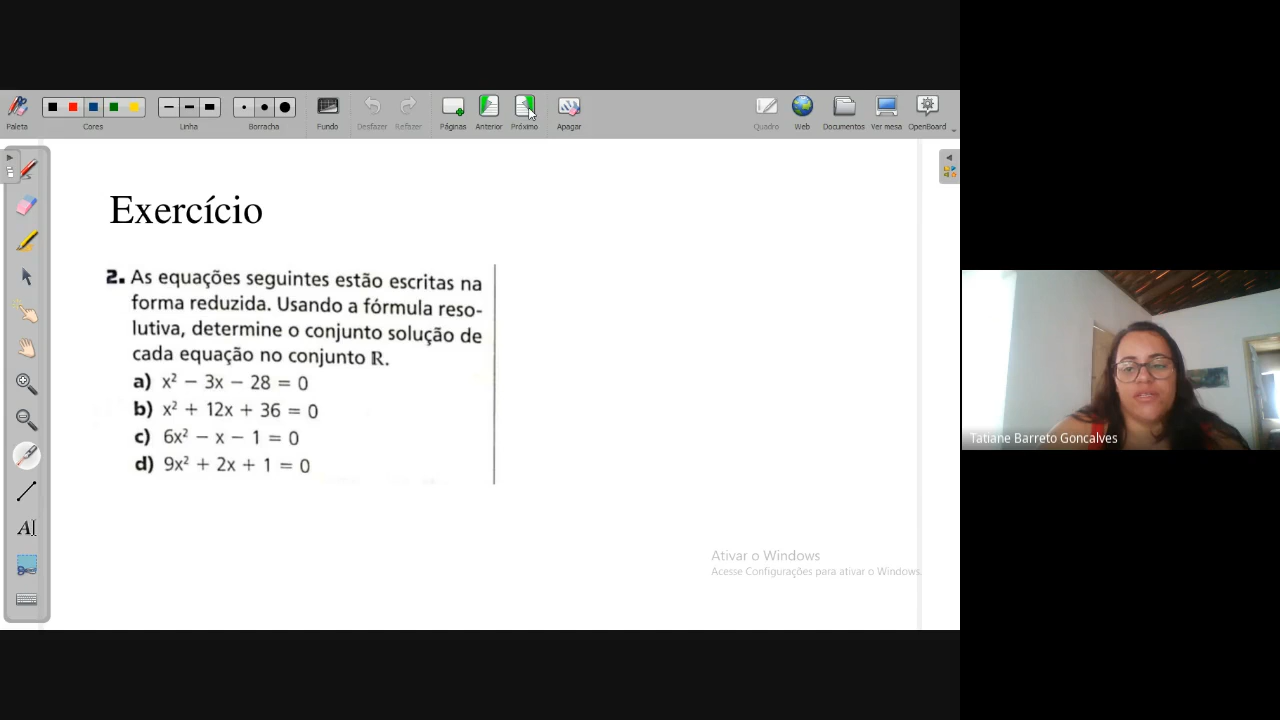 Paleta
Cores
Linha
Borracha
Fundo
Desfazer
Refazer
Páginas
Anterior
Próximo
Apagar
Quadro
Web
Documentos
Ver mesa
OpenBoard
Exercício
2. As equações seguintes estão escritas na
forma reduzida. Usando a fórmula reso-
lutiva, determine o conjunto solução de
cada equação no conjunto ℝ.
a) x² − 3x − 28 = 0
b) x² + 12x + 36 = 0
c) 6x² − x − 1 = 0
d) 9x² + 2x + 1 = 0
A
Ativar o Windows
Acesse Configurações para ativar o Windows.
Tatiane Barreto Goncalves